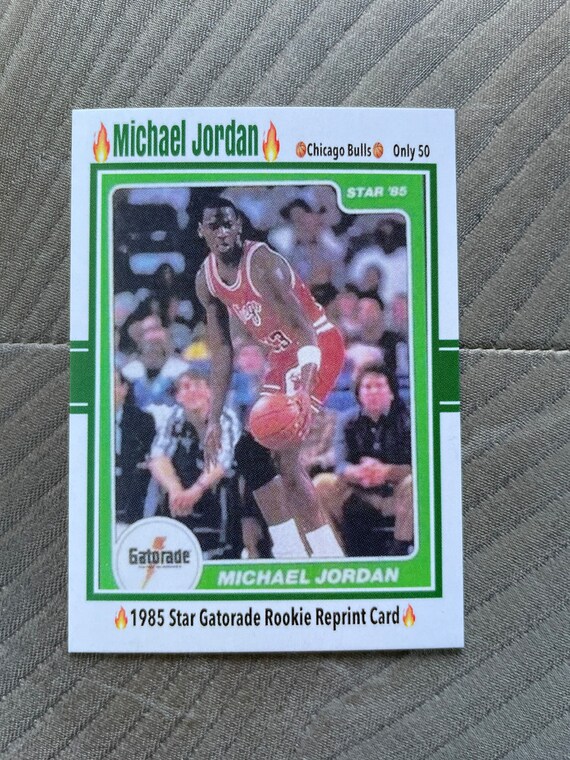 🔥Michael Jordan🔥
🏀Chicago Bulls🏀 Only 50
STAR '85
Gatorade
MICHAEL JORDAN
🔥1985 Star Gatorade Rookie Reprint Card🔥